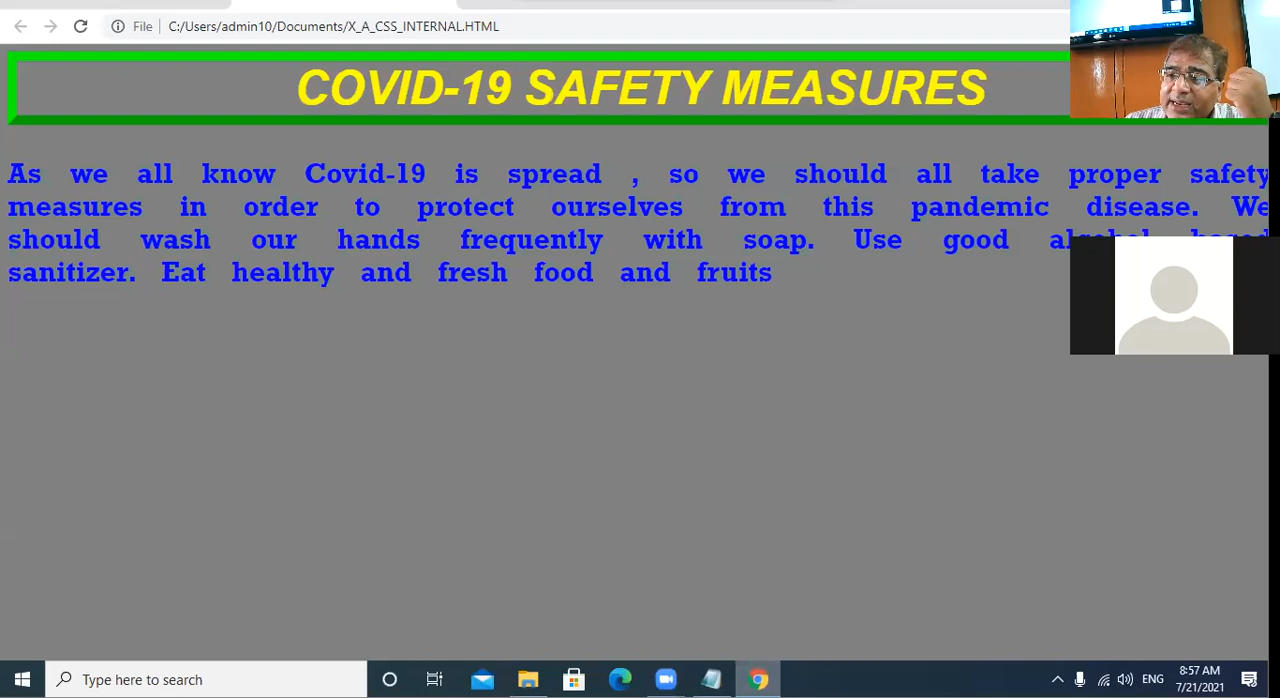 File C:/Users/admin10/Documents/X_A_CSS_INTERNAL.HTML
COVID-19 SAFETY MEASURES
As we all know Covid-19 is spread , so we should all take proper safety
measures in order to protect ourselves from this pandemic disease. We
should wash our hands frequently with soap. Use good
sanitizer. Eat healthy and fresh food and fruits
Type here to search
ENG
8:57 AM
7/21/2021